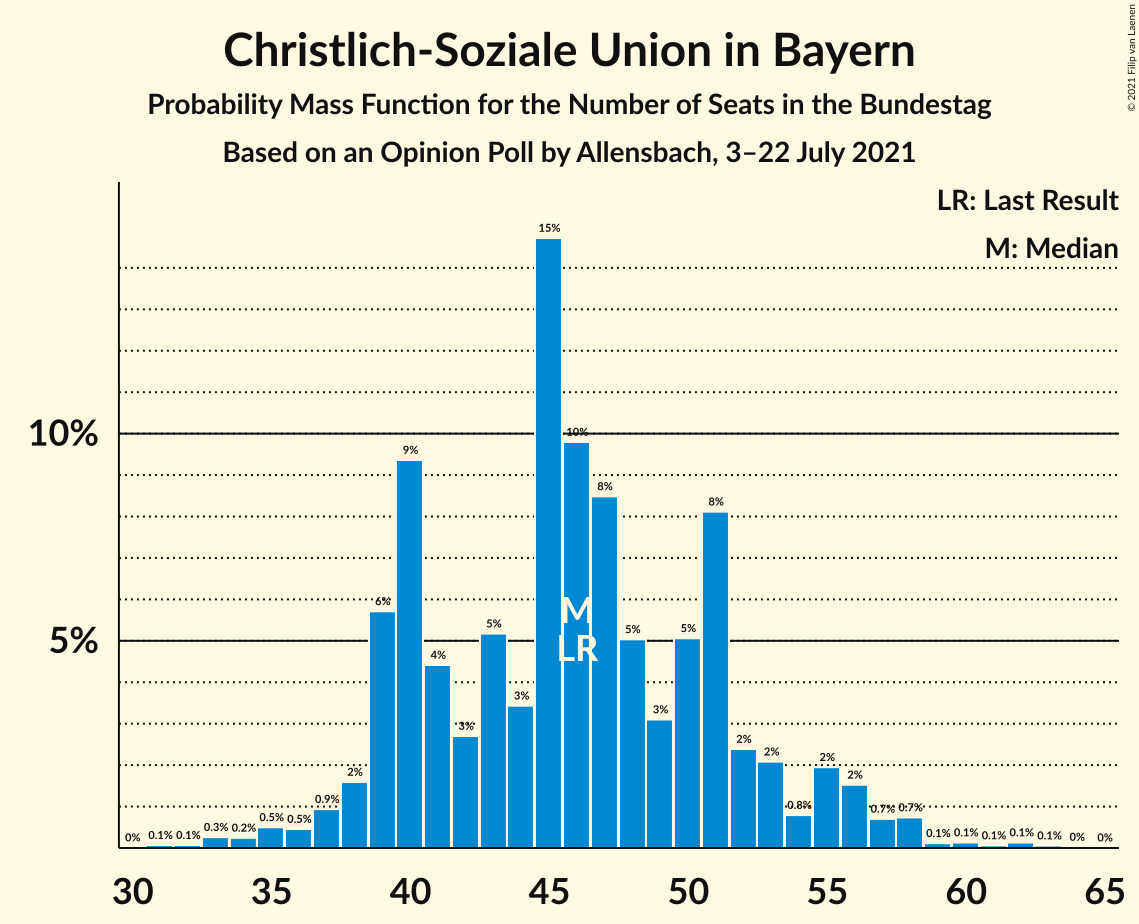 Christlich-Soziale Union in Bayern
Probability Mass Function for the Number of Seats in the Bundestag
Based on an Opinion Poll by Allensbach, 3–22 July 2021
© 2021 Filip van Laenen
LR: Last Result
M: Median
10%
5%
0% 0.1% 0.1% 0.3% 0.2% 0.5% 0.5% 0.9% 2% 6% 9% 4% 3% 5% 3% 15% 10% 8% 5% 3% 5% 8% 2% 2% 0.8% 2% 2% 0.7% 0.7% 0.1% 0.1% 0.1% 0.1% 0.1% 0% 0%
M
LR
30 35 40 45 50 55 60 65